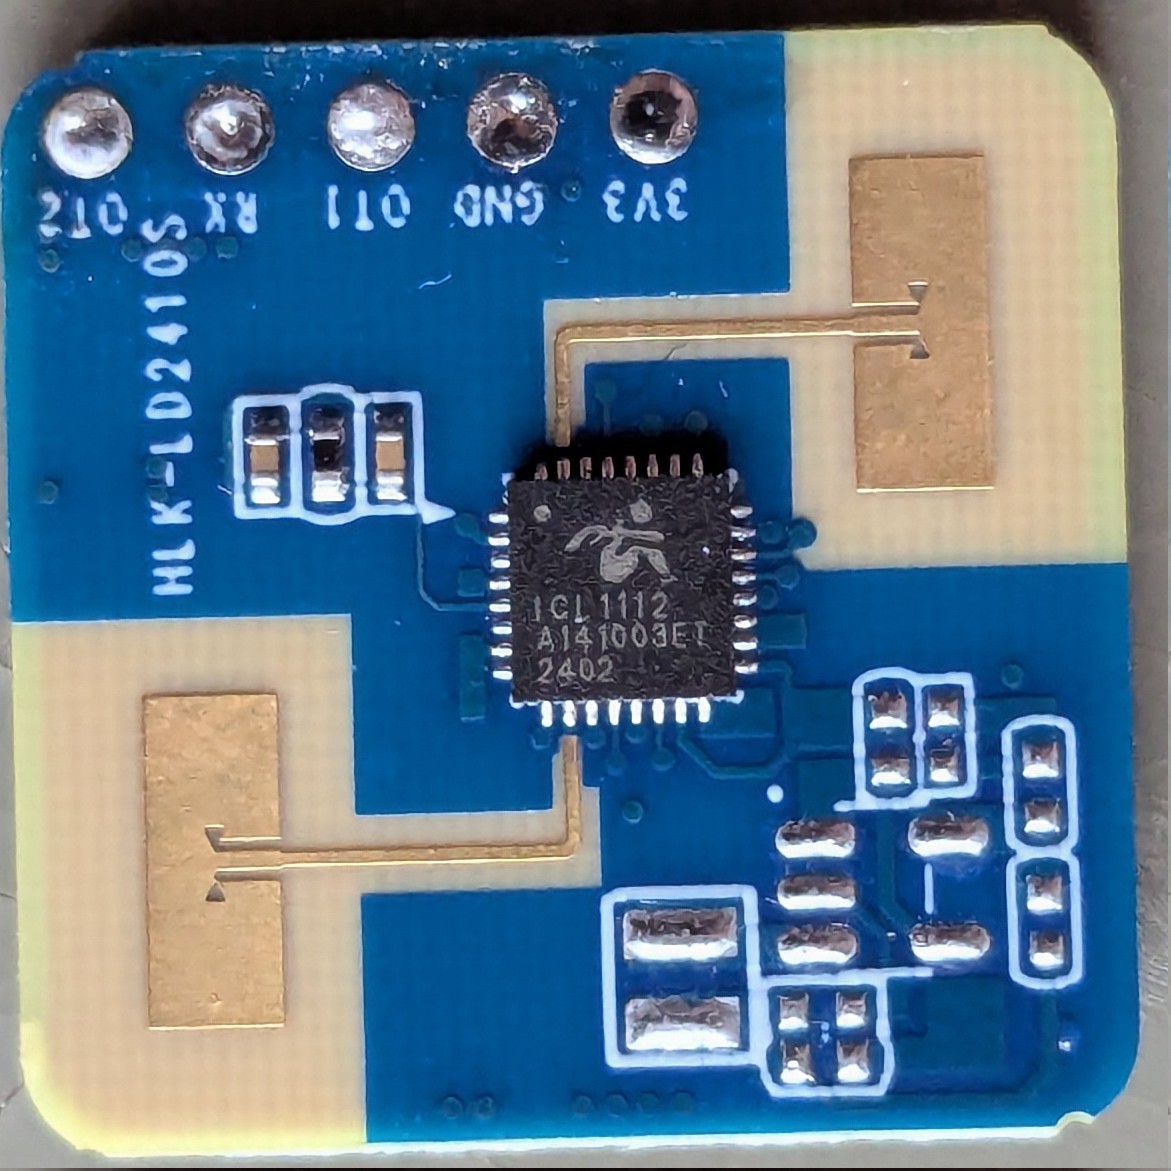 3V3 GND OT1 RX OT2
HLK-LD2410S
ICL1112
A141003ET
2402